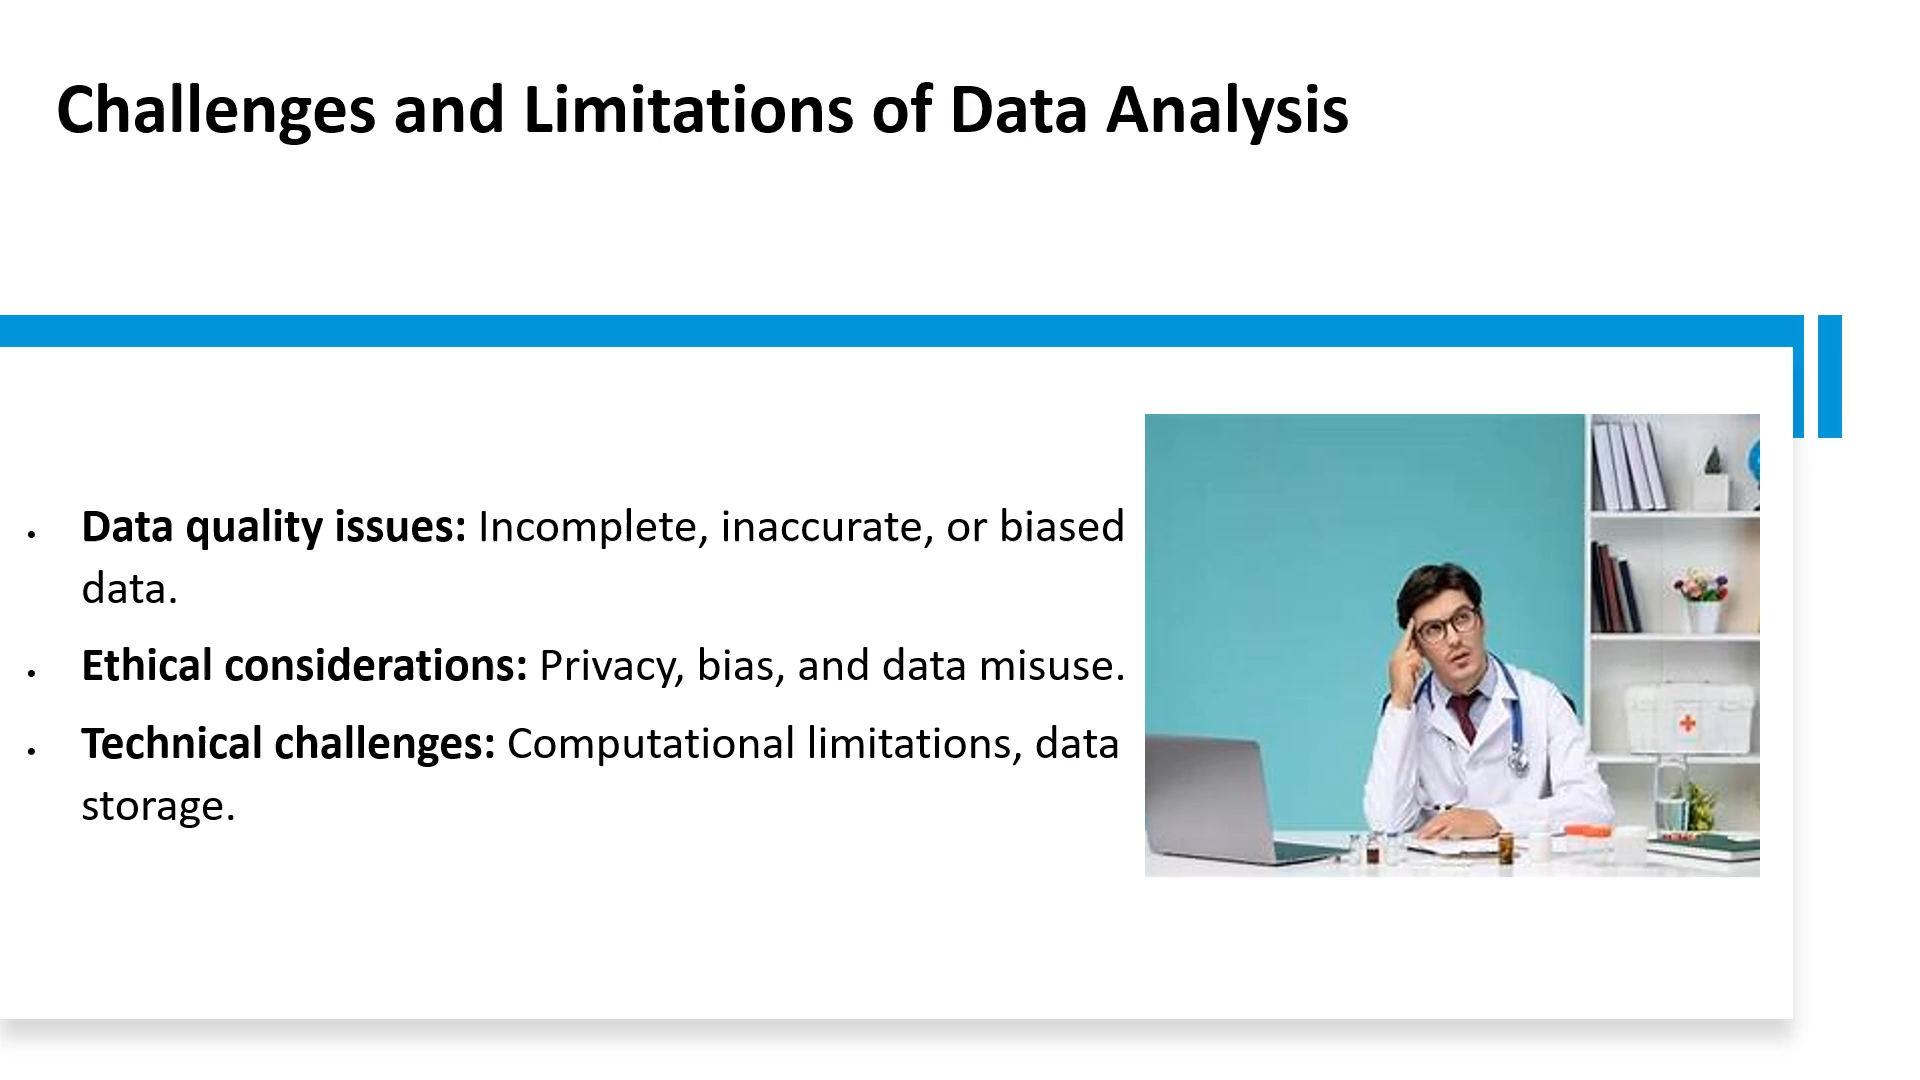 Challenges and Limitations of Data Analysis
• Data quality issues: Incomplete, inaccurate, or biased
data.
• Ethical considerations: Privacy, bias, and data misuse.
• Technical challenges: Computational limitations, data
storage.